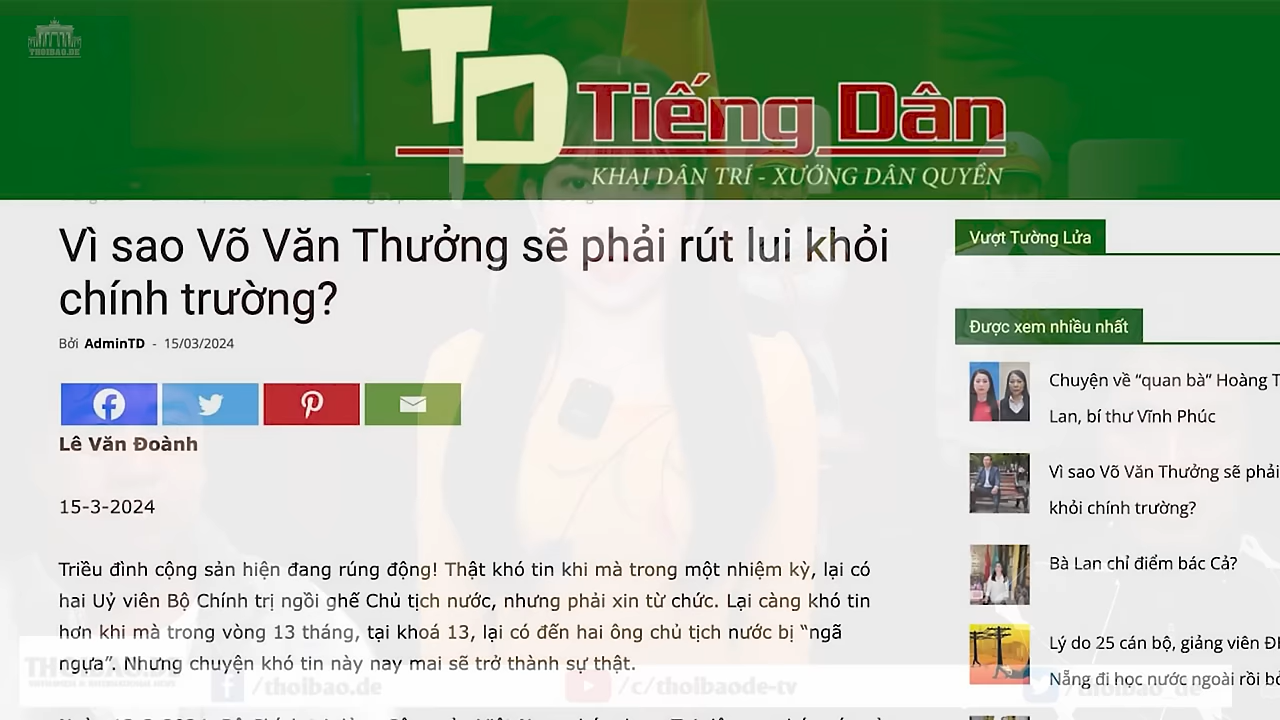 THOIBAO.DE
TD Tiếng Dân
KHAI DÂN TRÍ - XƯỚNG DÂN QUYỀN
Vì sao Võ Văn Thưởng sẽ phải rút lui khỏi
chính trường?
Bởi AdminTD - 15/03/2024
Lê Văn Đoành
15-3-2024
Triều đình cộng sản hiện đang rúng động! Thật khó tin khi mà trong một nhiệm kỳ, lại có
hai Uỷ viên Bộ Chính trị ngồi ghế Chủ tịch nước, nhưng phải xin từ chức. Lại càng khó tin
hơn khi mà trong vòng 13 tháng, tại khoá 13, lại có đến hai ông chủ tịch nước bị “ngã
ngựa”. Nhưng chuyện khó tin này nay mai sẽ trở thành sự thật.
Vượt Tường Lửa
Được xem nhiều nhất
Chuyện về “quan bà” Hoàng T
Lan, bí thư Vĩnh Phúc
Vì sao Võ Văn Thưởng sẽ phải
khỏi chính trường?
Bà Lan chỉ điểm bác Cả?
Lý do 25 cán bộ, giảng viên ĐH
Nẵng đi học nước ngoài rồi bỏ
THOIBAO.DE
/thoibao.de
/c/thoibaode-tv
/thoibao_de